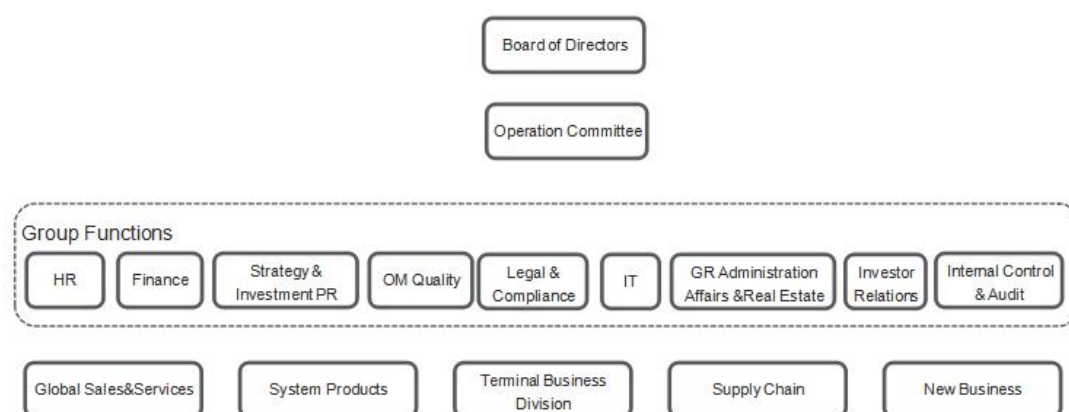 Board of Directors
Operation Committee
Group Functions
HR
Finance
Strategy &
Investment PR
OM Quality
Legal &
Compliance
IT
GR Administration
Affairs &Real Estate
Investor
Relations
Internal Control
& Audit
Global Sales&Services
System Products
Terminal Business
Division
Supply Chain
New Business